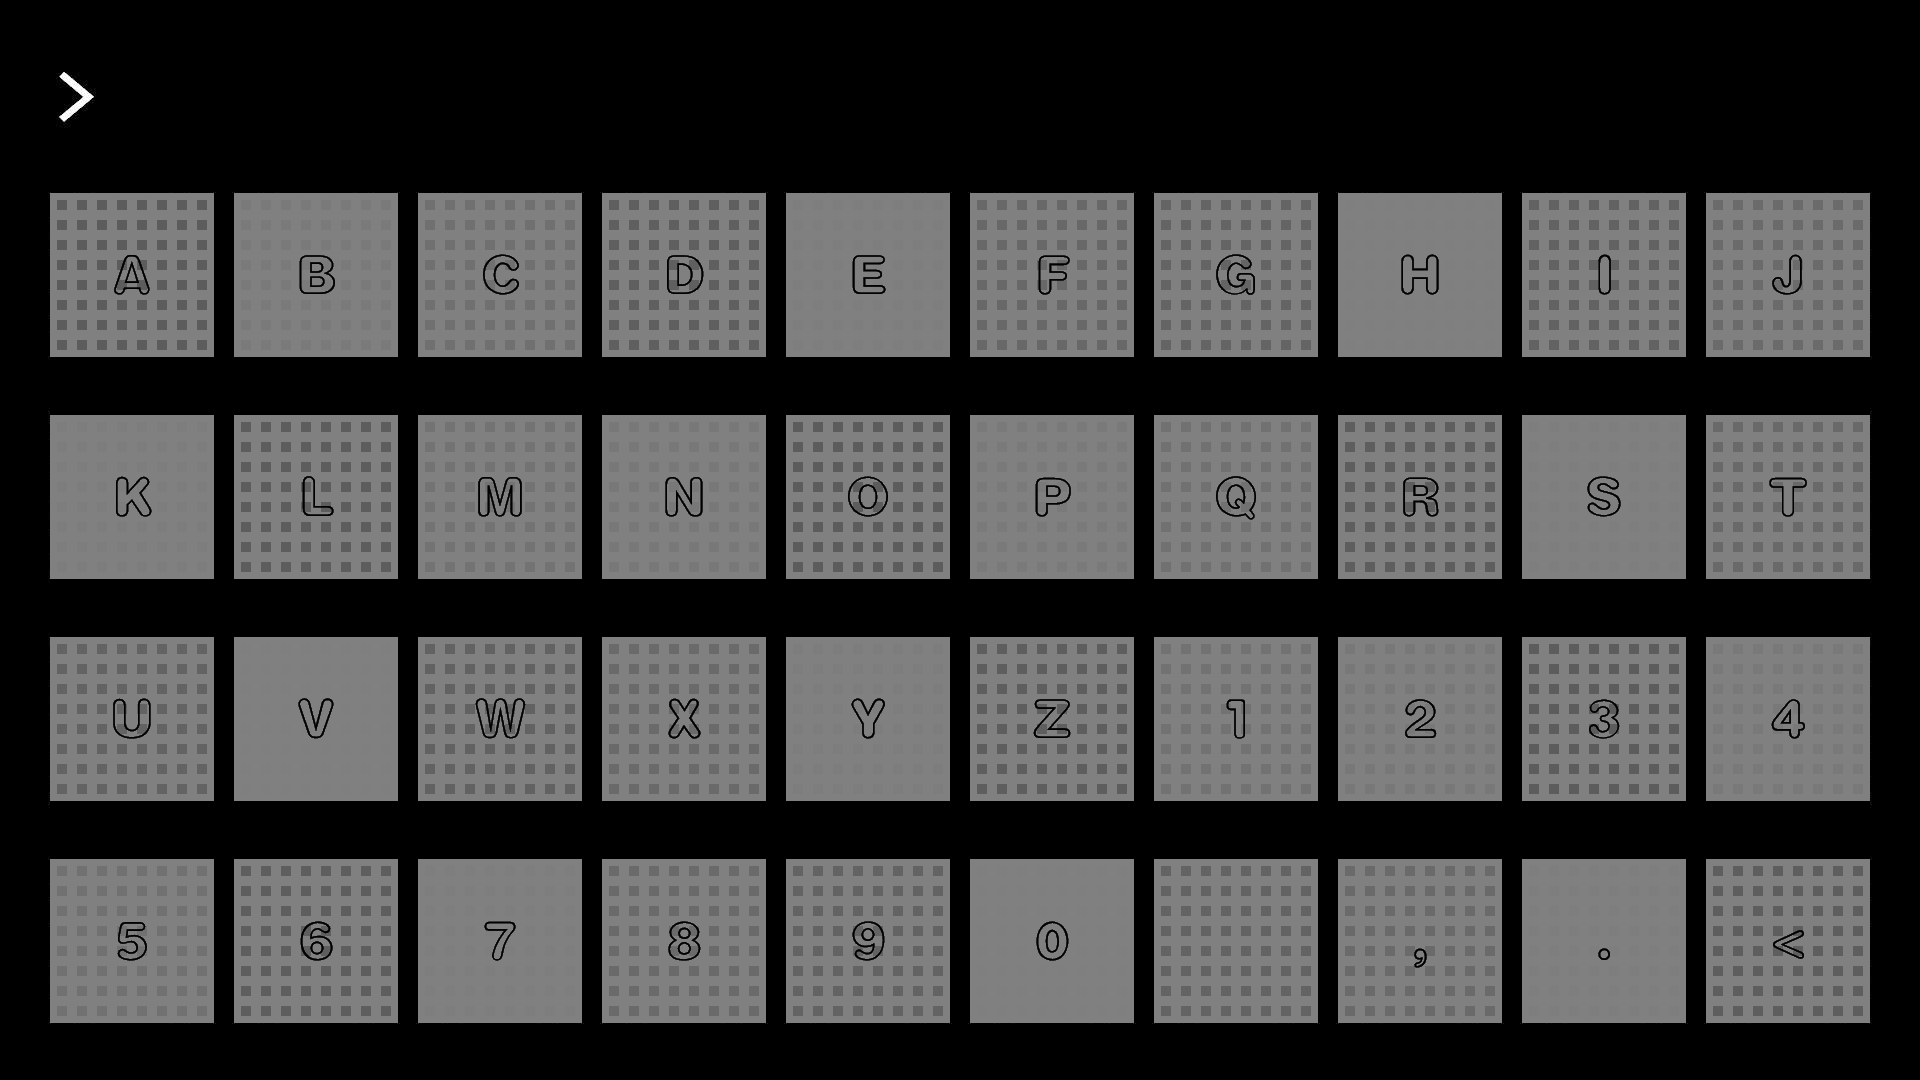 >
A B C D E F G H I J
K L M N O P Q R S T
U V W X Y Z 1 2 3 4
5 6 7 8 9 0 , . <